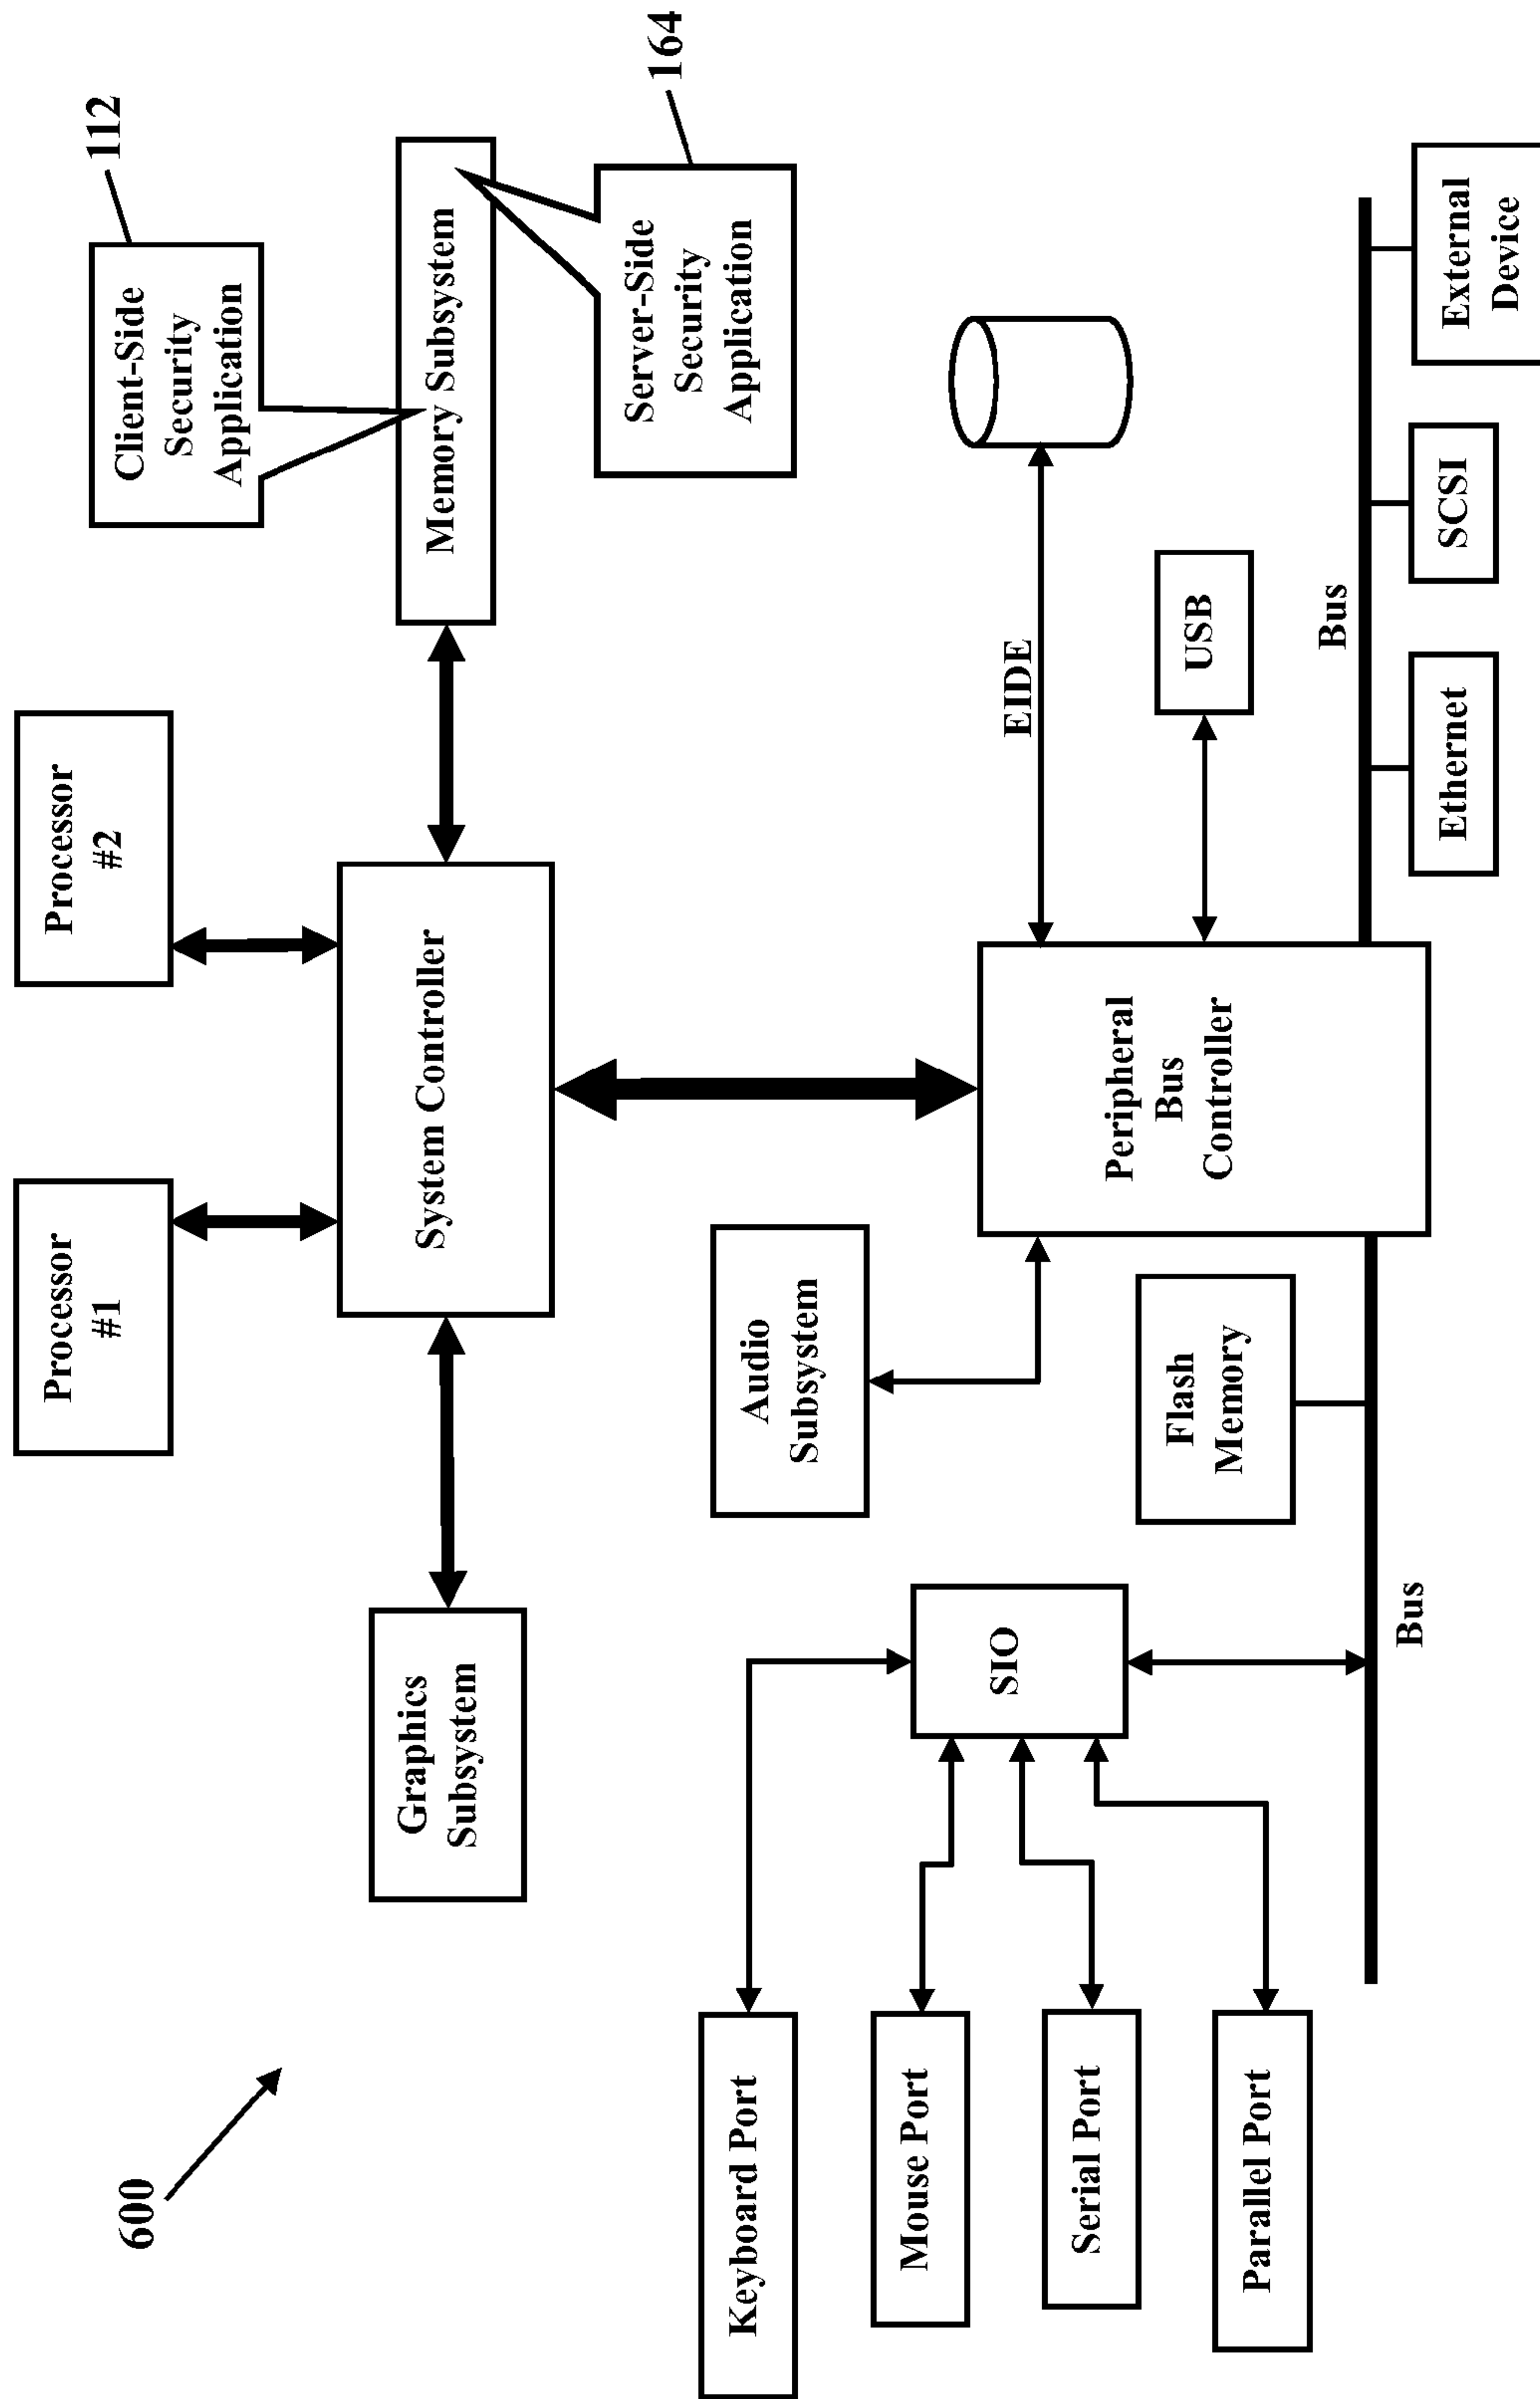 600
Processor
#1
Processor
#2
112
Client-Side
Security
Application
Graphics
Subsystem
System Controller
Memory Subsystem
164
Server-Side
Security
Application
Keyboard Port
Mouse Port
Serial Port
Parallel Port
SIO
Audio
Subsystem
Flash
Memory
Peripheral
Bus
Controller
EIDE
USB
Bus
Bus
Ethernet
SCSI
External
Device